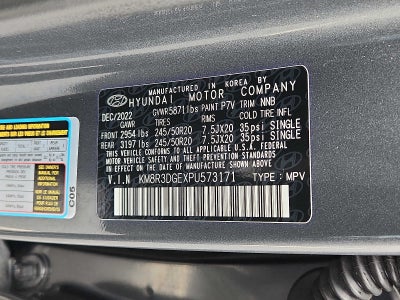 MANUFACTURED IN KOREA BY
HYUNDAI MOTOR COMPANY
DEC/2022 GVWR5871lbs PAINT P7V TRIM NNB
GAWR TIRES RIMS COLD TIRE INFL
FRONT 2954 lbs 245/50R20 7.5JX20 35psi SINGLE
REAR 3197 lbs 245/50R20 7.5JX20 35psi SINGLE
THIS VEHICLE CONFORMS TO ALL APPLICABLE
U.S. FEDERAL MOTOR VEHICLE SAFETY AND
THEFT PREVENTION STANDARDS IN EFFECT ON
THE DATE OF MANUFACTURE SHOWN ABOVE.
V.I.N KM8R3DGEXPU573171 TYPE : MPV
C05